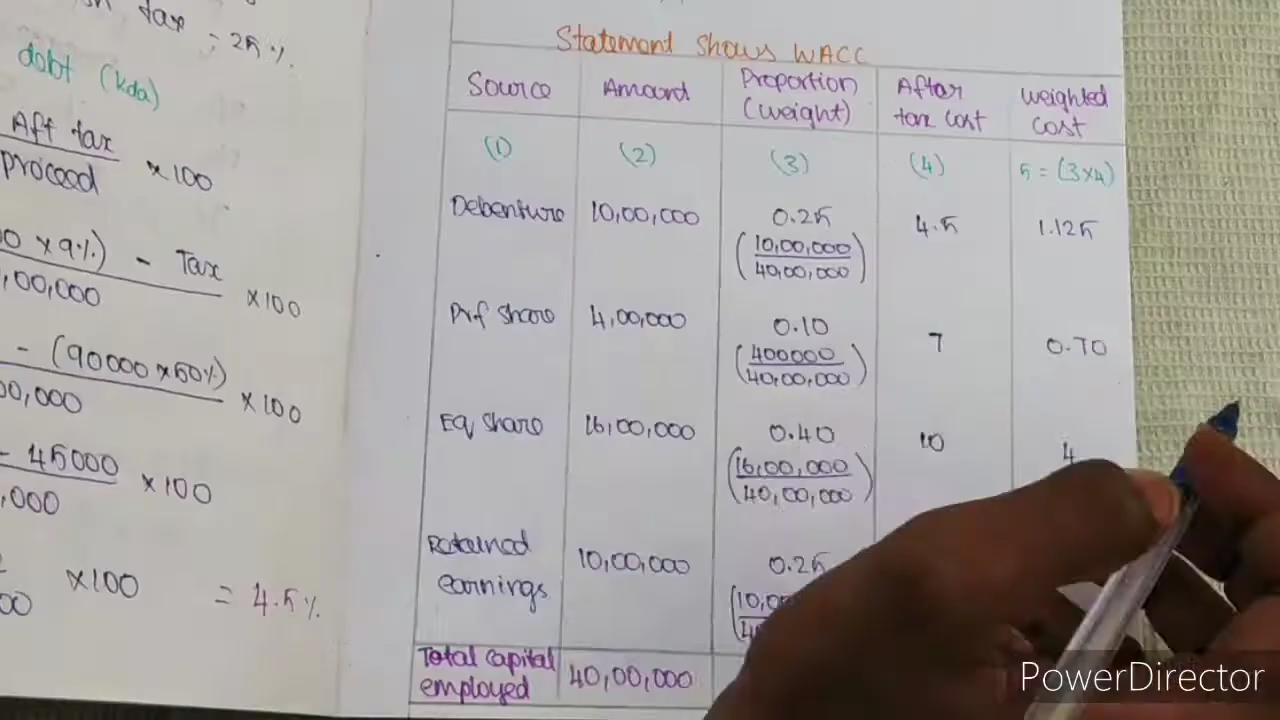 tax = 25%.
debt (kda)
Aft tax
proceed
×100
0 × 9%) - Tax
,00,000
×100
- (90000 × 50%)
00,000
×100
- 45000
,000
×100
00
×100
= 4.5%
Statement Shows WACC
Source Amount Proportion (weight) After tax cost weighted cost
(1) (2) (3) (4) 5 = (3×4)
Debenture 10,00,000 0.25 4.5 1.125
(10,00,000
40,00,000)
Prf share 4,00,000 0.10 7 0.70
(400000
40,00,000)
Eq share 16,00,000 0.40 10 4
(16,00,000
40,00,000)
Retained earnings 10,00,000 0.25
(10,00
Total capital employed 40,00,000
PowerDirector